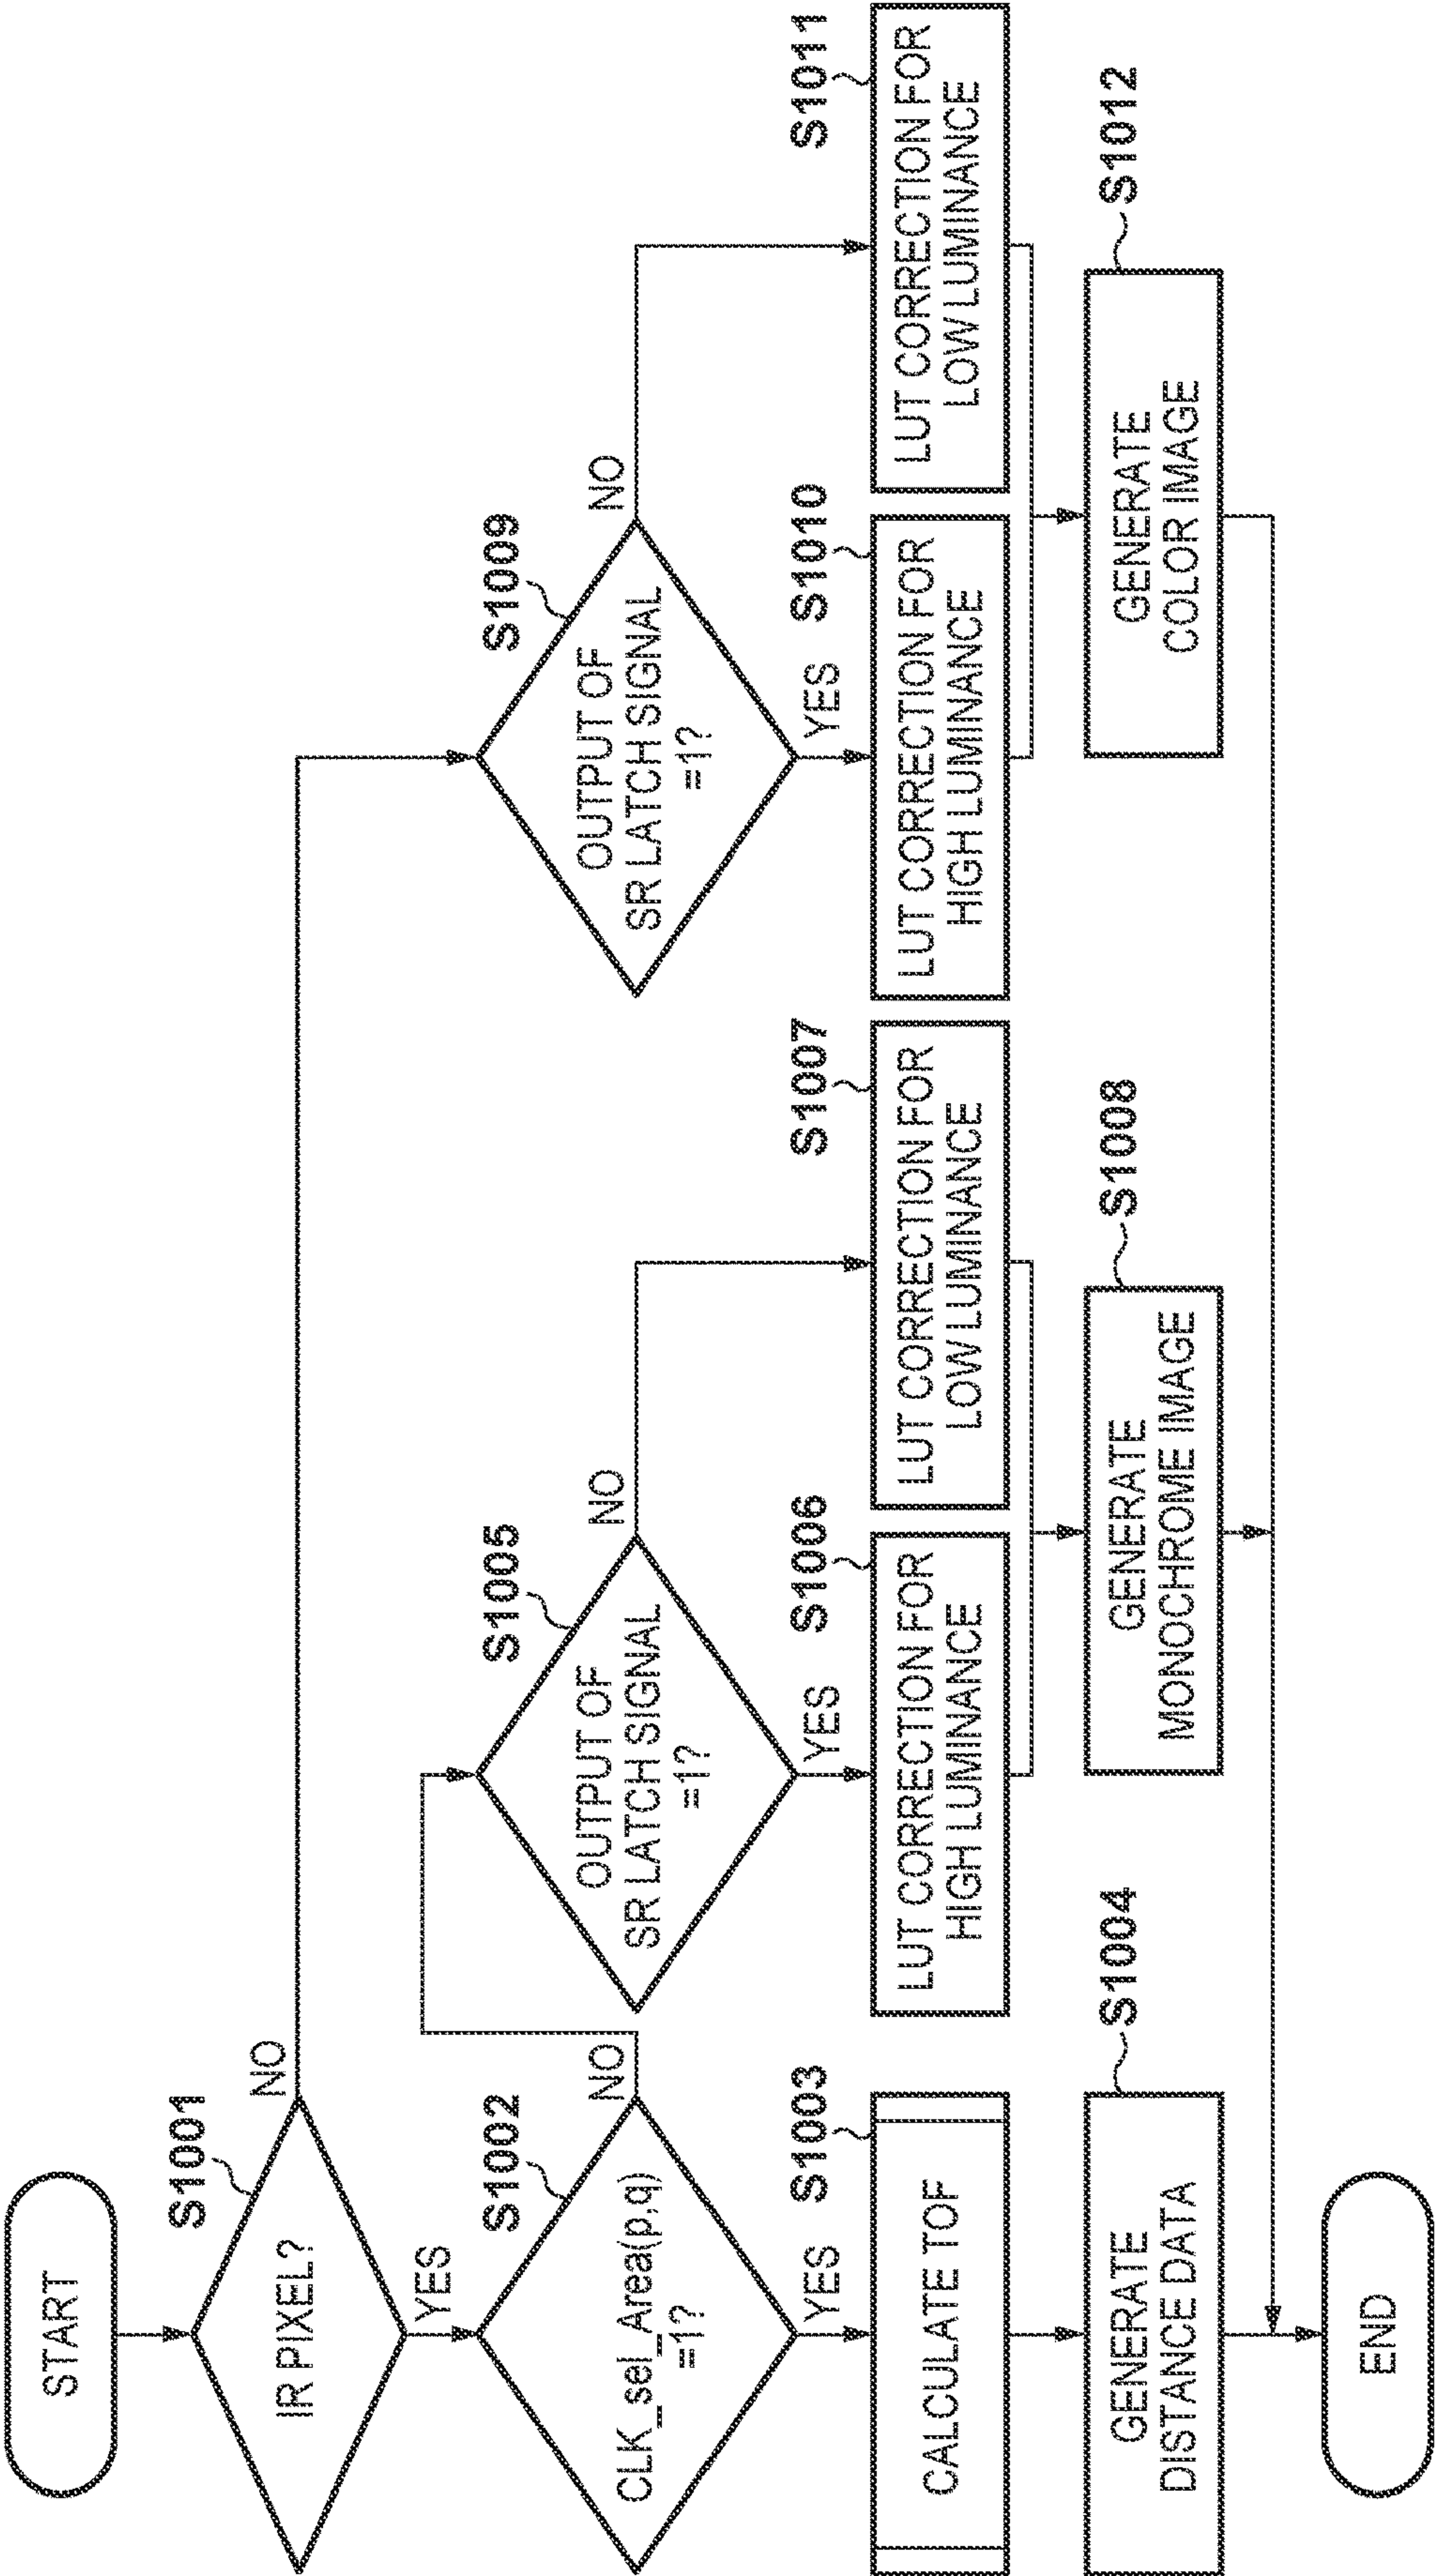 START
S1001
IR PIXEL?
NO
YES
S1002
CLK_sel_Area(p,q)
=1?
NO
YES
S1003
CALCULATE TOF
S1004
GENERATE
DISTANCE DATA
END
S1005
OUTPUT OF
SR LATCH SIGNAL
=1?
NO
YES
S1006
LUT CORRECTION FOR
HIGH LUMINANCE
S1007
LUT CORRECTION FOR
LOW LUMINANCE
S1008
GENERATE
MONOCHROME IMAGE
S1009
OUTPUT OF
SR LATCH SIGNAL
=1?
NO
YES
S1010
LUT CORRECTION FOR
HIGH LUMINANCE
S1011
LUT CORRECTION FOR
LOW LUMINANCE
S1012
GENERATE
COLOR IMAGE